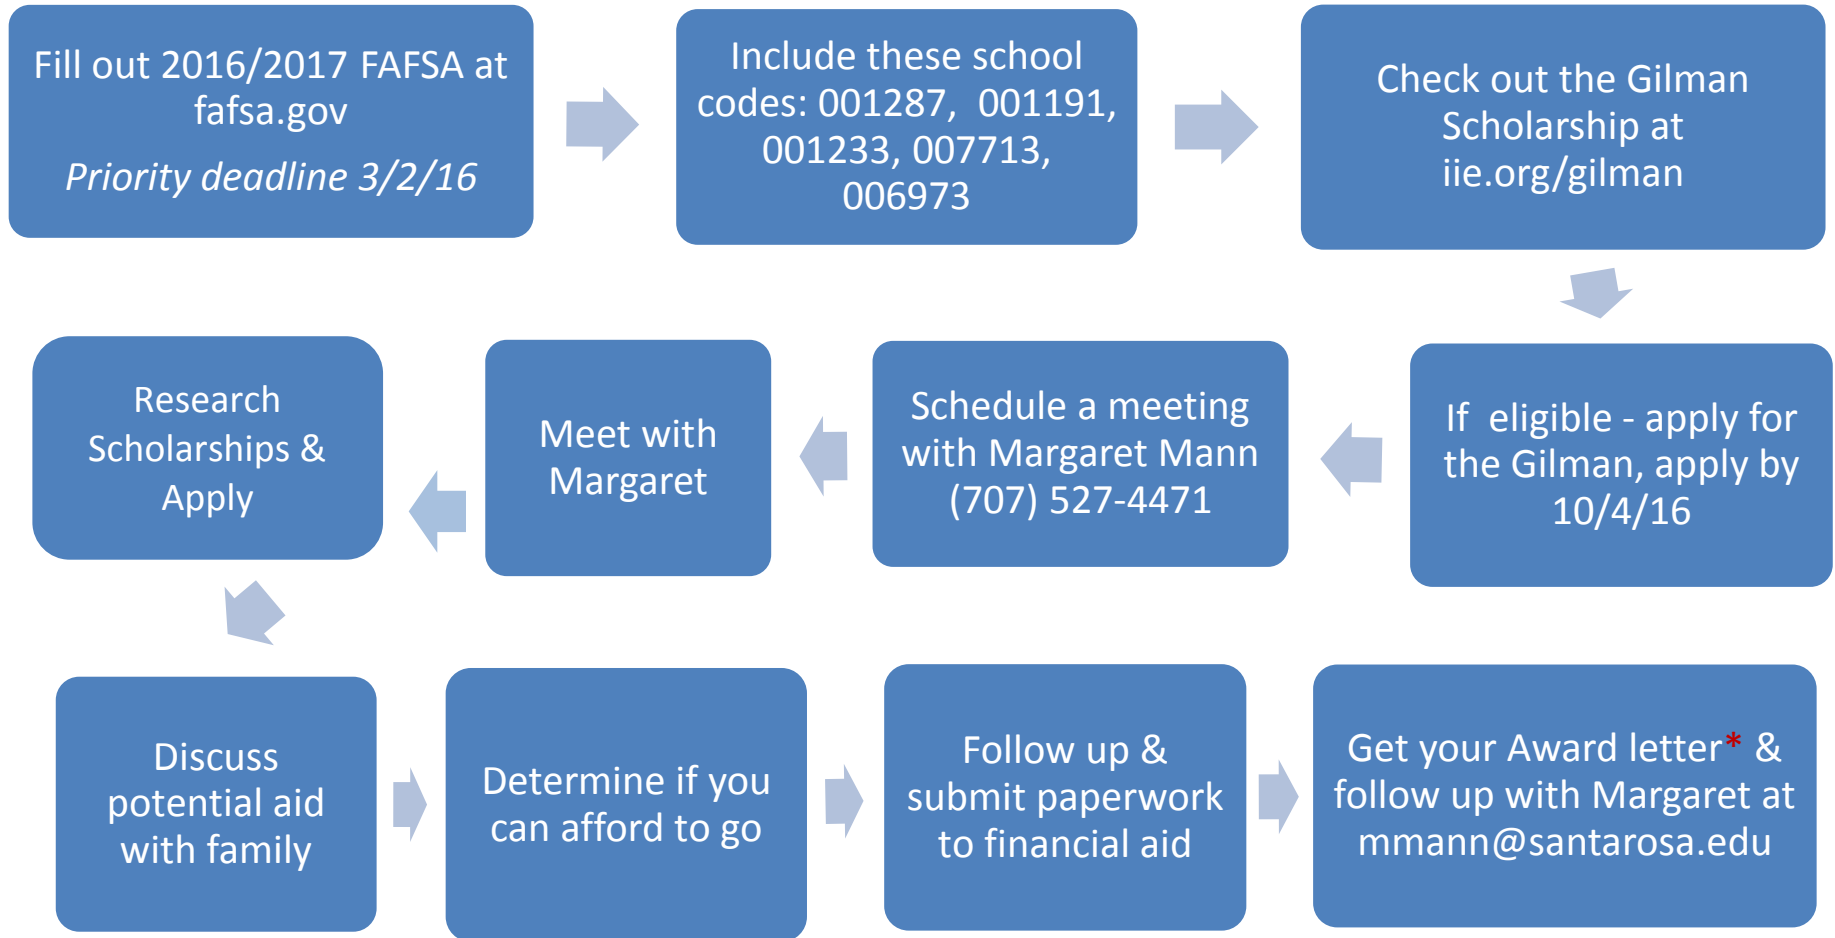 Fill out 2016/2017 FAFSA at
fafsa.gov
Priority deadline 3/2/16
Include these school
codes: 001287, 001191,
001233, 007713,
006973
Check out the Gilman
Scholarship at
iie.org/gilman
If eligible - apply for
the Gilman, apply by
10/4/16
Schedule a meeting
with Margaret Mann
(707) 527-4471
Meet with
Margaret
Research
Scholarships &
Apply
Discuss
potential aid
with family
Determine if you
can afford to go
Follow up &
submit paperwork
to financial aid
Get your Award letter* &
follow up with Margaret at
mmann@santarosa.edu